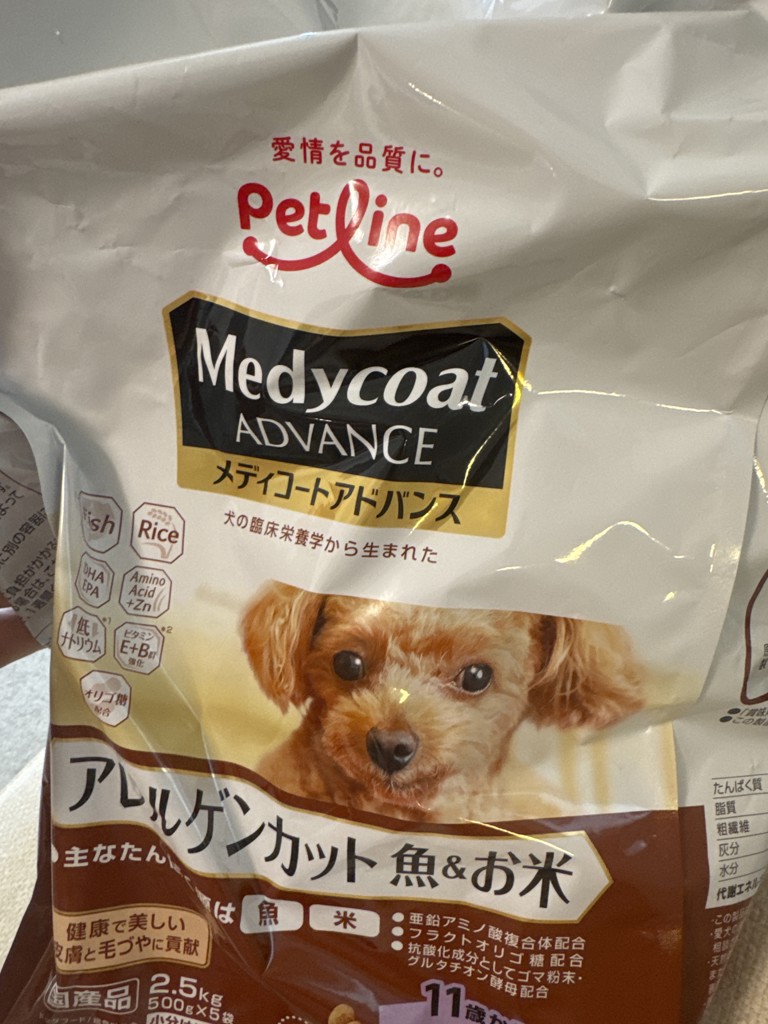 愛情を品質に。
Petline
Medycoat
ADVANCE
メディコートアドバンス
犬の臨床栄養学から生まれた
Fish
Rice
DHA
EPA
Amino
Acid
+Zn
低
ナトリウム
※1
ビタミン
E+B群
強化
※2
オリゴ糖
配合
アレルゲンカット 魚&お米
主なたん
は 魚 米
健康で美しい
皮膚と毛づやに貢献
●亜鉛アミノ酸複合体配合
●フラクトオリゴ糖配合
●抗酸化成分としてゴマ粉末・
グルタチオン酵母配合
国産品
2.5kg
500g×5袋
11歳か
たんぱく質
脂質
粗繊維
灰分
水分
代謝エネル